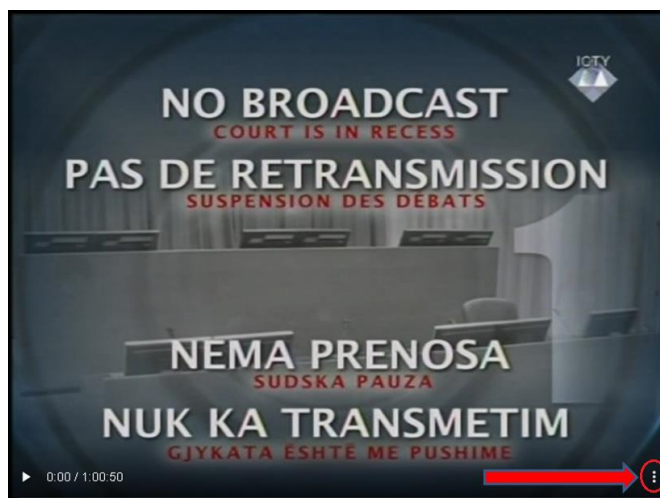 ICTY
NO BROADCAST
COURT IS IN RECESS
PAS DE RETRANSMISSION
SUSPENSION DES DÉBATS
NEMA PRENOSA
SUDSKA PAUZA
NUK KA TRANSMETIM
GJYKATA ËSHTË ME PUSHIME
0:00 / 1:00:50